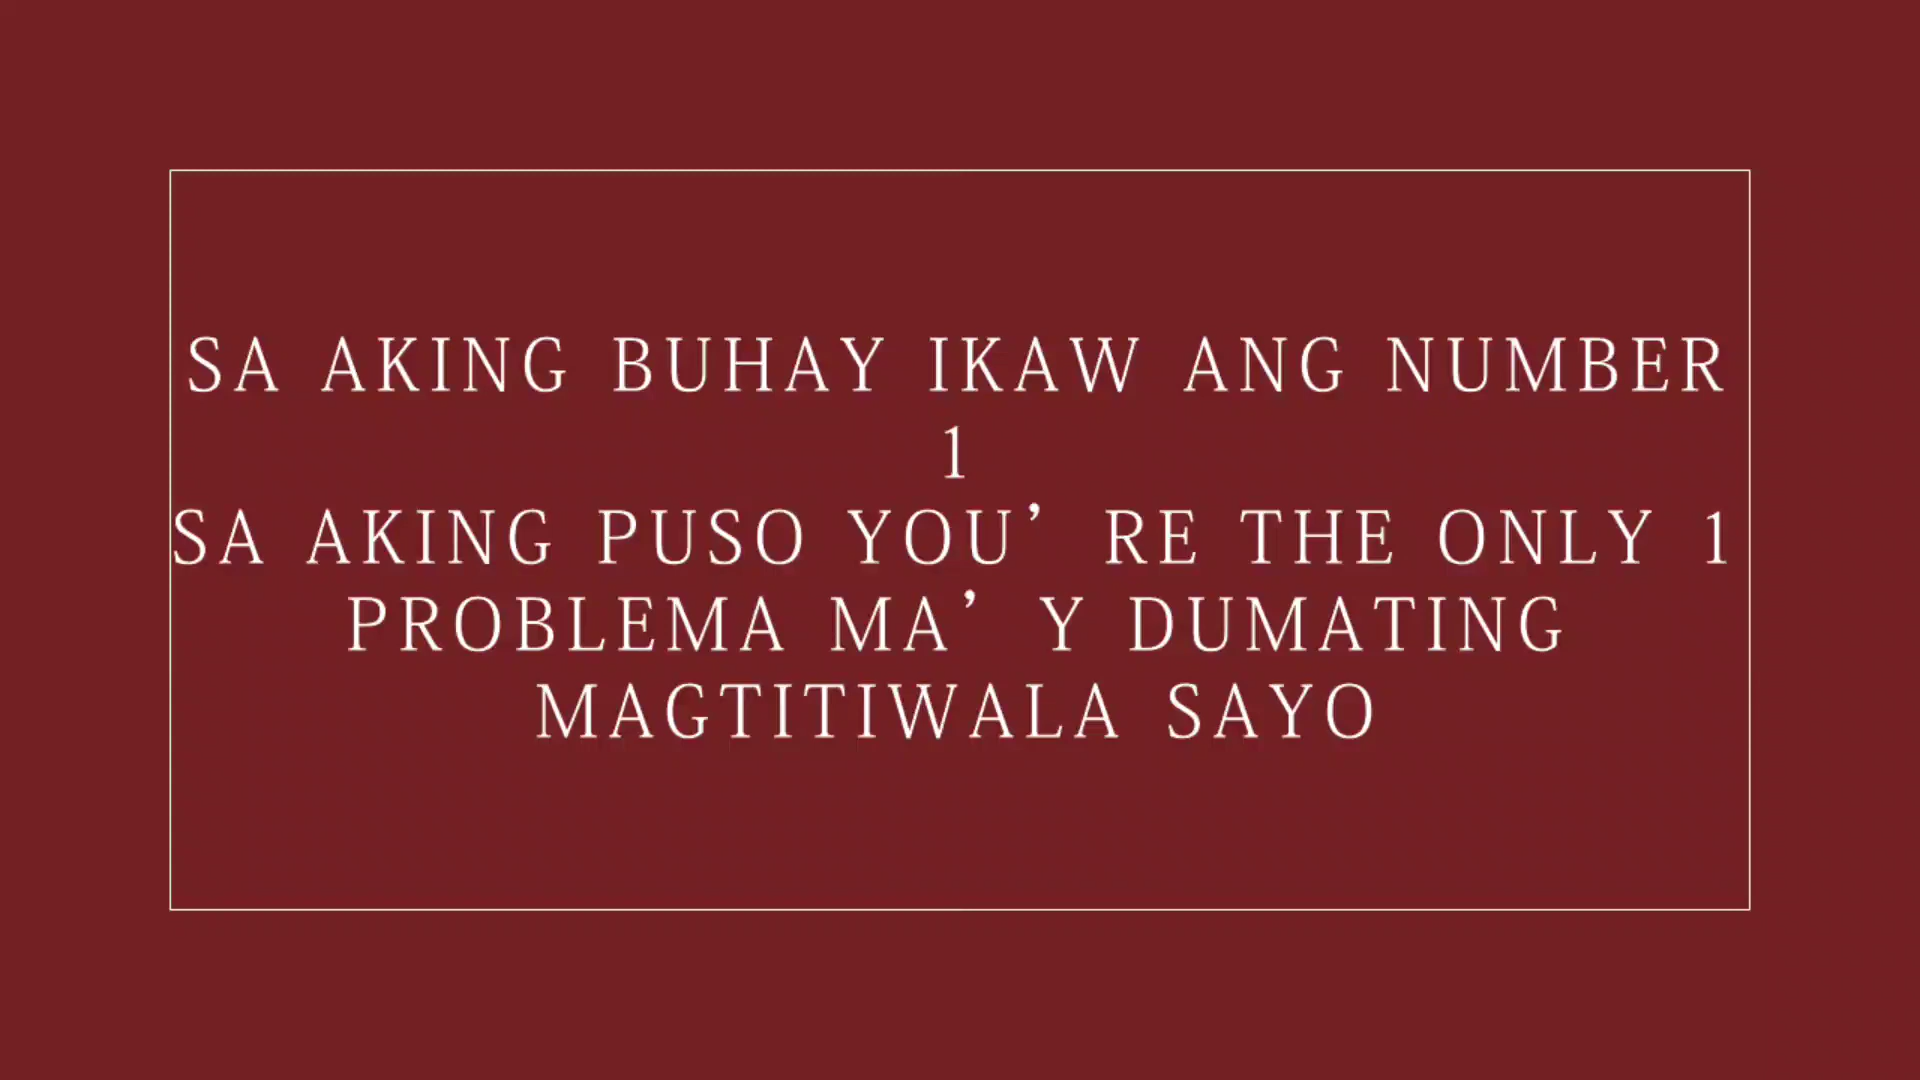 SA AKING BUHAY IKAW ANG NUMBER
1
SA AKING PUSO YOU’ RE THE ONLY 1
PROBLEMA MA’ Y DUMATING
MAGTITIWALA SAYO